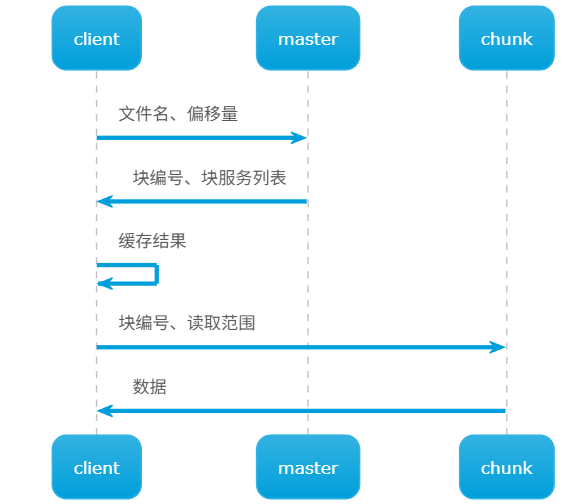 client
master
chunk
文件名、偏移量
块编号、块服务列表
缓存结果
块编号、读取范围
数据
client
master
chunk